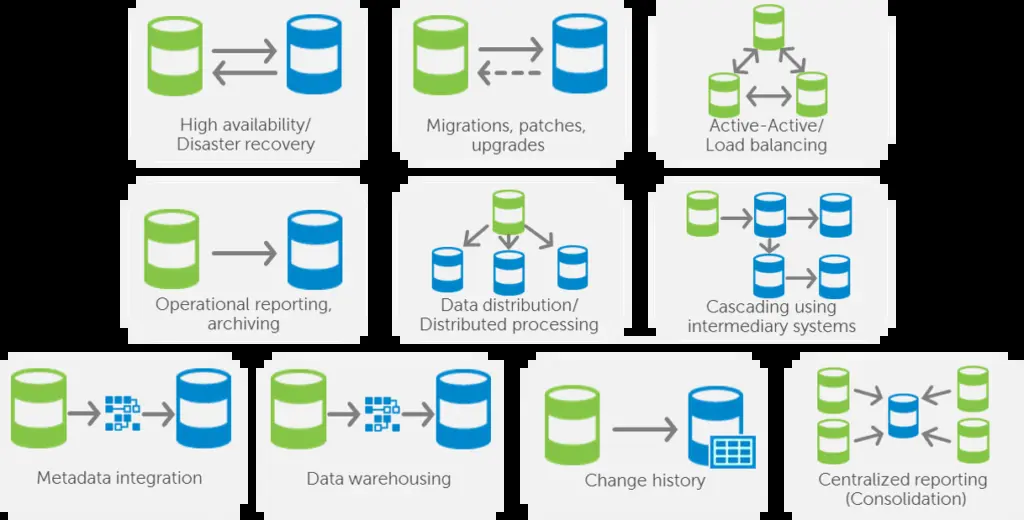 High availability/
Disaster recovery
Migrations, patches,
upgrades
Active-Active/
Load balancing
Operational reporting,
archiving
Data distribution/
Distributed processing
Cascading using
intermediary systems
Metadata integration
Data warehousing
Change history
Centralized reporting
(Consolidation)